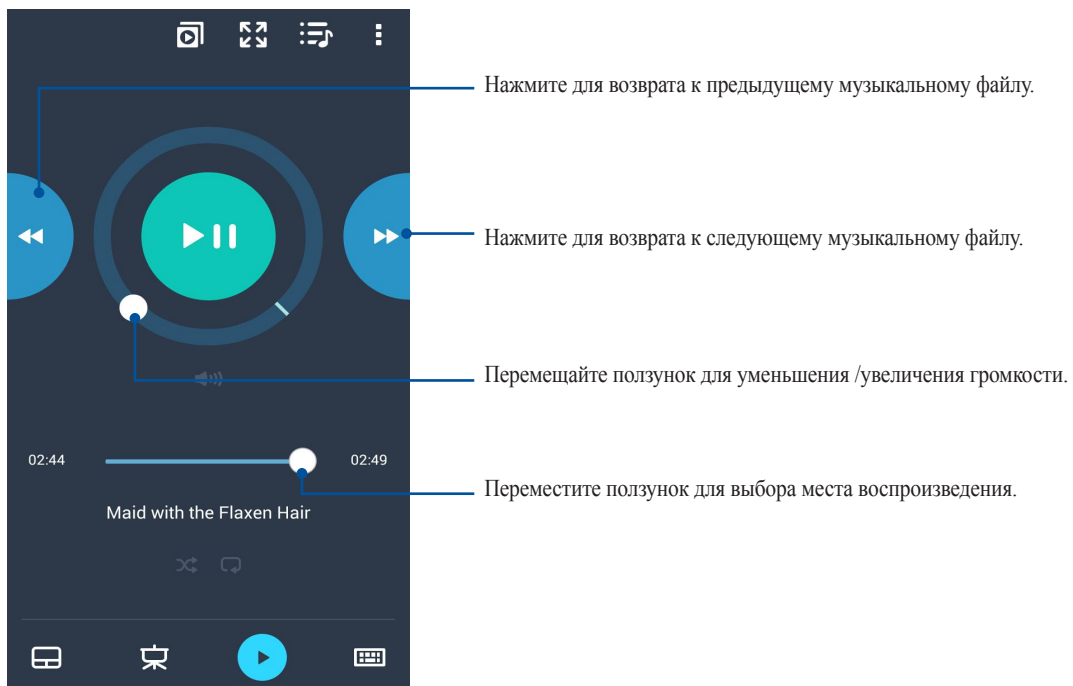 Нажмите для возврата к предыдущему музыкальному файлу.
Нажмите для возврата к следующему музыкальному файлу.
Перемещайте ползунок для уменьшения /увеличения громкости.
02:44
02:49
Переместите ползунок для выбора места воспроизведения.
Maid with the Flaxen Hair